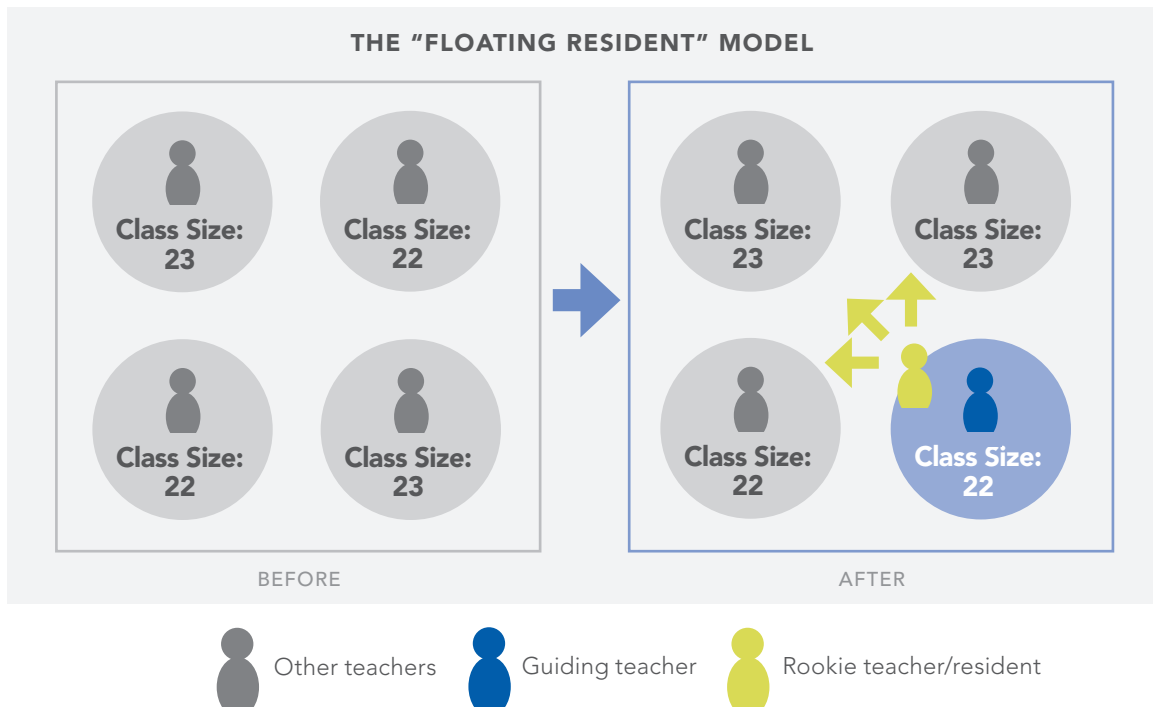 THE “FLOATING RESIDENT” MODEL
Class Size:
23
Class Size:
22
Class Size:
22
Class Size:
23
BEFORE
Class Size:
23
Class Size:
23
Class Size:
22
Class Size:
22
AFTER
Other teachers
Guiding teacher
Rookie teacher/resident